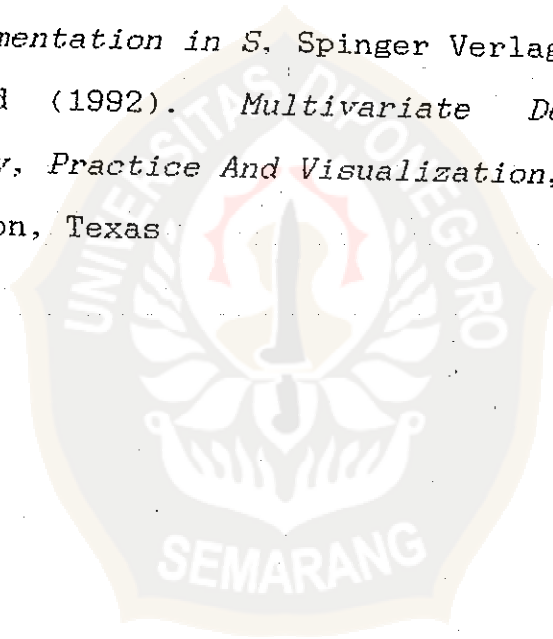 mentation in S, Spinger Verlag
d (1992). Multivariate De
y, Practice And Visualization,
on, Texas
UNIVERSITAS DIPONEGORO
SEMARANG